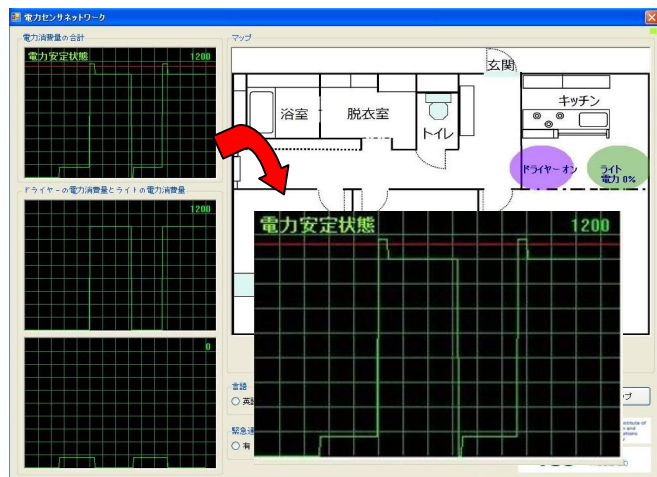 電力センサネットワーク
電力消費量の合計
電力安定状態 1200
ドライヤーの電力消費量とライトの電力消費量
1200
0
マップ
玄関
浴室
脱衣室
トイレ
キッチン
ドライヤーオン
ライト
電力 0%
電力安定状態 1200
言語
英
緊急通
有
プ